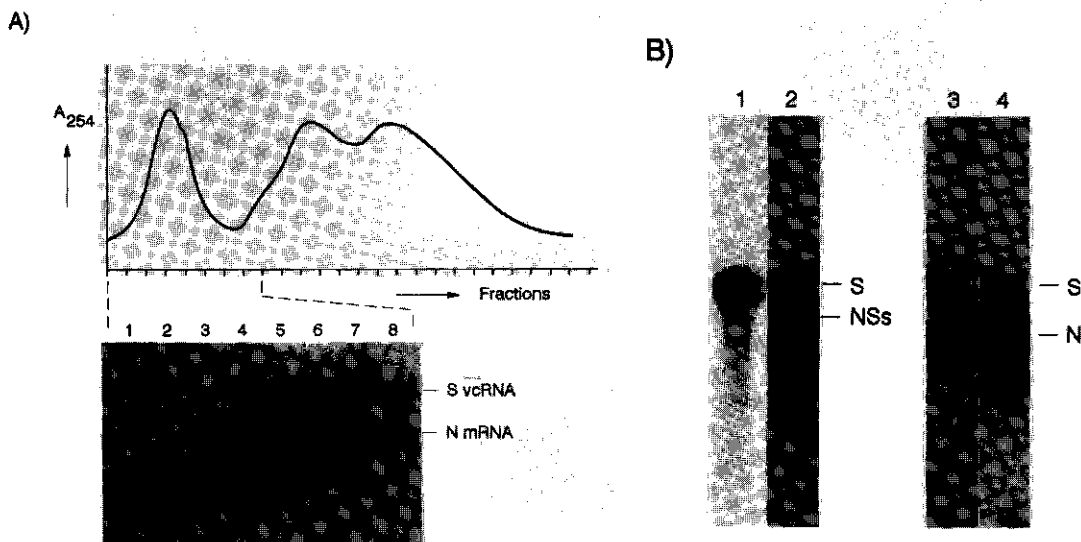 A)
A254
Fractions
1 2 3 4 5 6 7 8
S vcRNA
N mRNA
B)
1 2 3 4
S
NSs
S
N